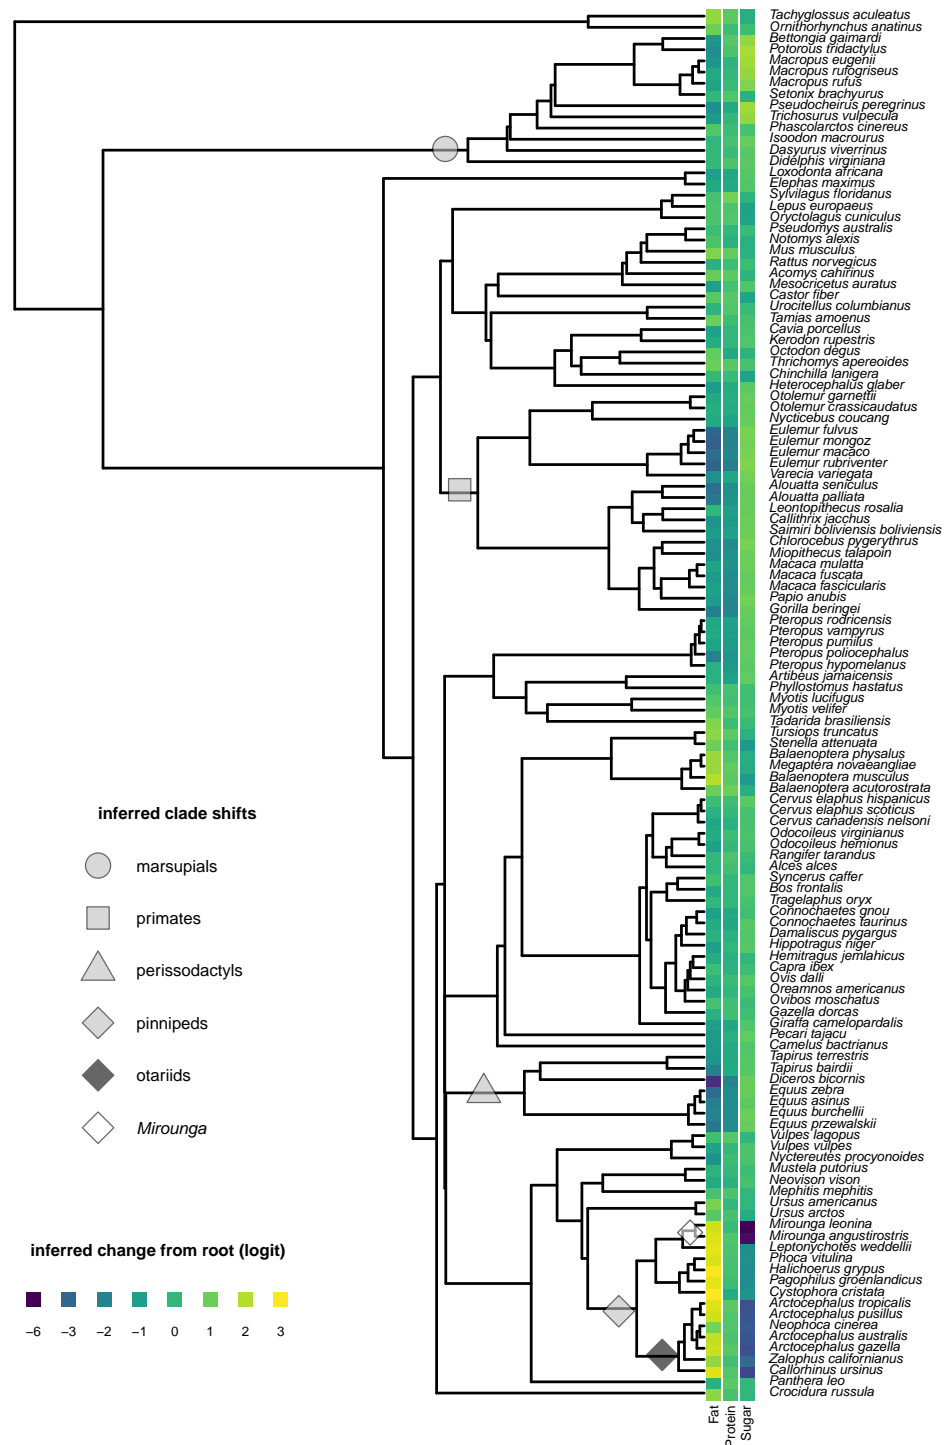 Tachyglossus aculeatus
Ornithorhynchus anatinus
Bettongia gaimardi
Potorous tridactylus
Macropus eugenii
Macropus rufogriseus
Macropus rufus
Setonix brachyurus
Pseudocheirus peregrinus
Trichosurus vulpecula
Phascolarctos cinereus
Isoodon macrourus
Dasyurus viverrinus
Didelphis virginiana
Loxodonta africana
Elephas maximus
Sylvilagus floridanus
Lepus europaeus
Oryctolagus cuniculus
Pseudomys australis
Notomys alexis
Mus musculus
Rattus norvegicus
Acomys cahirinus
Mesocricetus auratus
Castor fiber
Urocitellus columbianus
Tamias amoenus
Cavia porcellus
Kerodon rupestris
Octodon degus
Thrichomys apereoides
Chinchilla lanigera
Heterocephalus glaber
Otolemur garnettii
Otolemur crassicaudatus
Nycticebus coucang
Eulemur fulvus
Eulemur mongoz
Eulemur macaco
Eulemur rubriventer
Varecia variegata
Alouatta seniculus
Alouatta palliata
Leontopithecus rosalia
Callithrix jacchus
Saimiri boliviensis boliviensis
Chlorocebus pygerythrus
Miopithecus talapoin
Macaca mulatta
Macaca fuscata
Macaca fascicularis
Papio anubis
Gorilla beringei
Pteropus rodricensis
Pteropus vampyrus
Pteropus pumilus
Pteropus poliocephalus
Pteropus hypomelanus
Artibeus jamaicensis
Phyllostomus hastatus
Myotis lucifugus
Myotis velifer
Tadarida brasiliensis
Tursiops truncatus
Stenella attenuata
Balaenoptera physalus
Megaptera novaeangliae
Balaenoptera musculus
Balaenoptera acutorostrata
Cervus elaphus hispanicus
Cervus elaphus scoticus
Cervus canadensis nelsoni
Odocoileus virginianus
Odocoileus hemionus
Rangifer tarandus
Alces alces
Syncerus caffer
Bos frontalis
Tragelaphus oryx
Connochaetes gnou
Connochaetes taurinus
Damaliscus pygargus
Hippotragus niger
Hemitragus jemlahicus
Capra ibex
Ovis dalli
Oreamnos americanus
Ovibos moschatus
Gazella dorcas
Giraffa camelopardalis
Pecari tajacu
Camelus bactrianus
Tapirus terrestris
Tapirus bairdii
Diceros bicornis
Equus zebra
Equus asinus
Equus burchellii
Equus przewalskii
Vulpes lagopus
Vulpes vulpes
Nyctereutes procyonoides
Mustela putorius
Neovison vison
Mephitis mephitis
Ursus americanus
Ursus arctos
Mirounga leonina
Mirounga angustirostris
Leptonychotes weddellii
Phoca vitulina
Halichoerus grypus
Pagophilus groenlandicus
Cystophora cristata
Arctocephalus tropicalis
Arctocephalus pusillus
Neophoca cinerea
Arctocephalus australis
Arctocephalus gazella
Zalophus californianus
Callorhinus ursinus
Panthera leo
Crocidura russula
inferred clade shifts
marsupials
primates
perissodactyls
pinnipeds
otariids
Mirounga
inferred change from root (logit)
−6 −3 −2 −1 0 1 2 3
Fat
Protein
Sugar